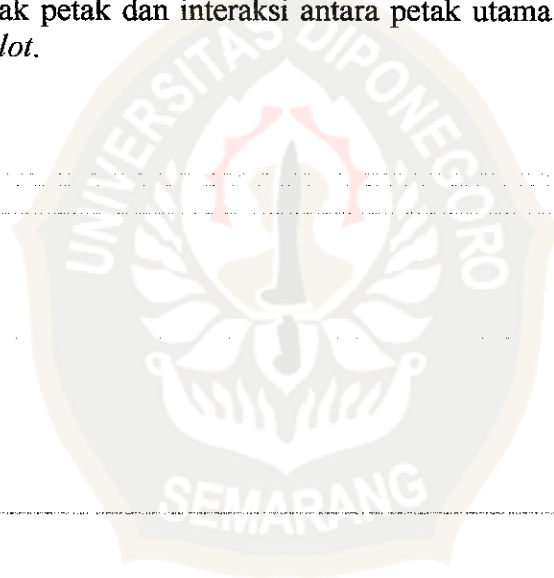 ak petak dan interaksi antara petak utama
lot.
UNIVERSITAS DIPONEGORO
SEMARANG